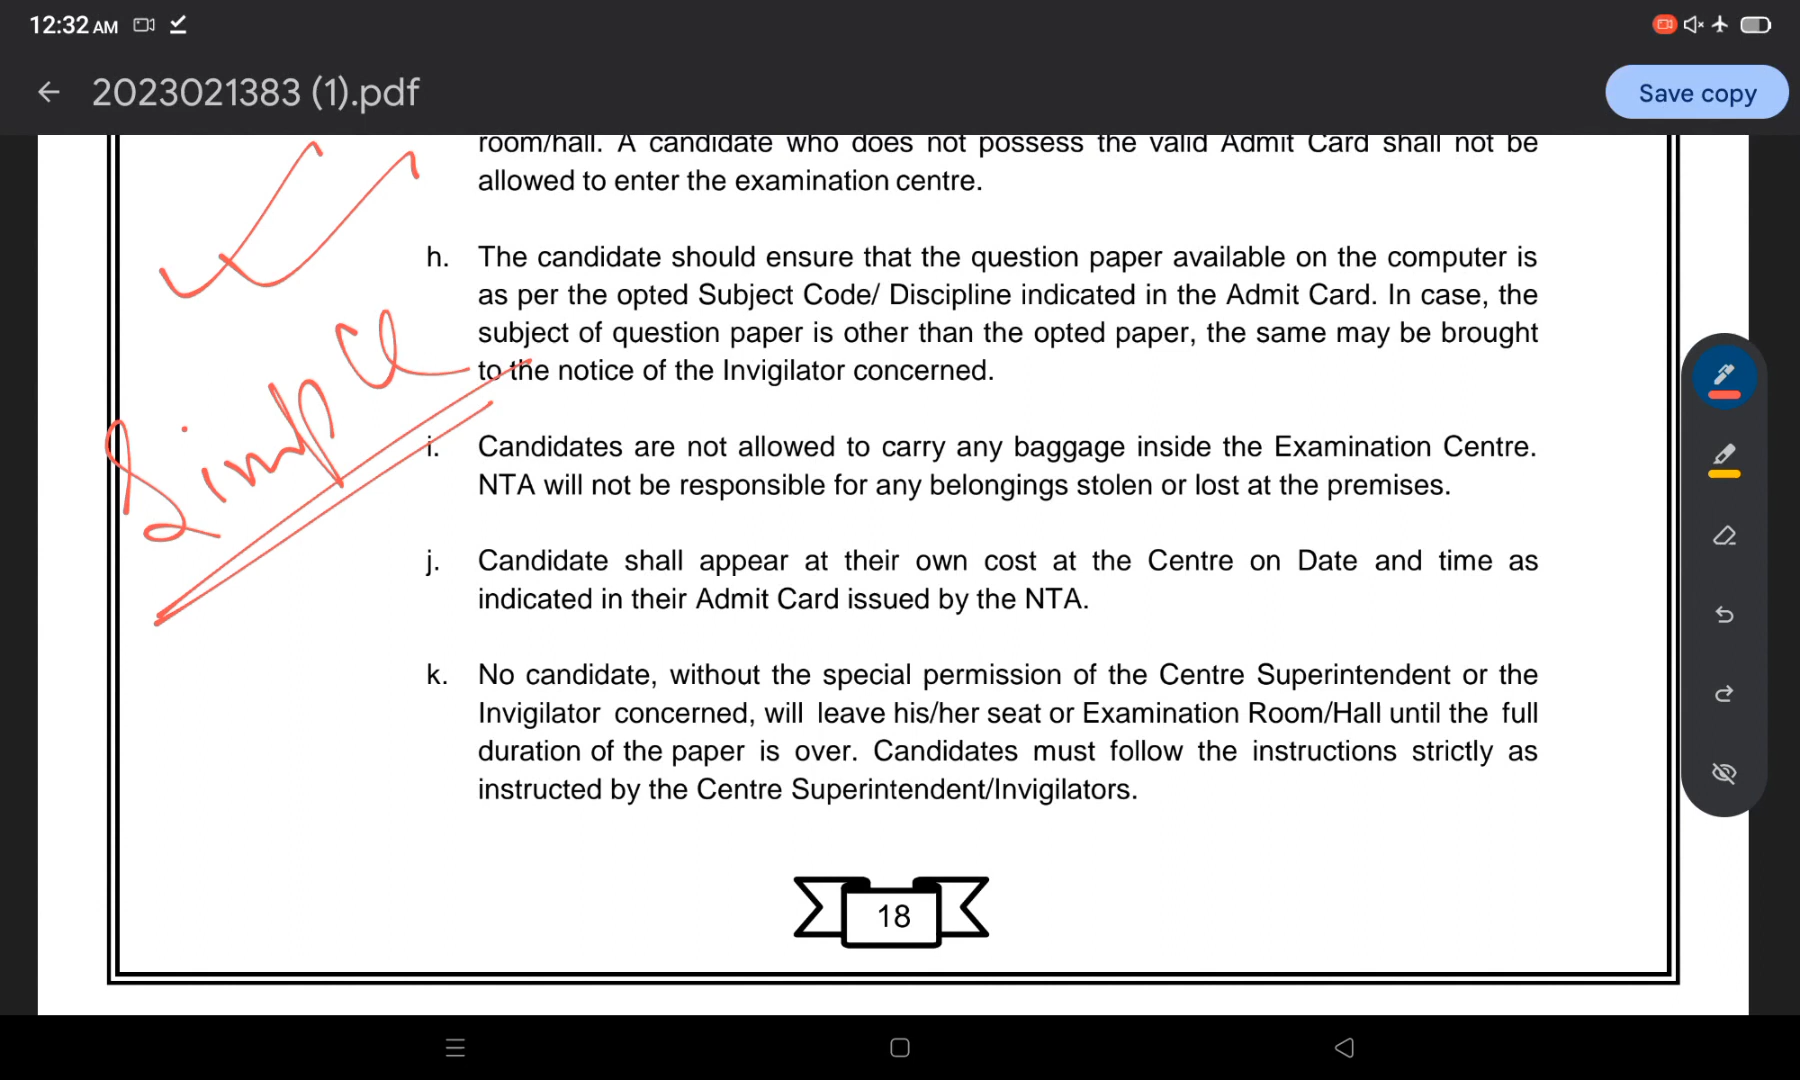 12:32 AM
2023021383 (1).pdf
Save copy
room/hall. A candidate who does not possess the valid Admit Card shall not be
allowed to enter the examination centre.
h. The candidate should ensure that the question paper available on the computer is
as per the opted Subject Code/ Discipline indicated in the Admit Card. In case, the
subject of question paper is other than the opted paper, the same may be brought
to the notice of the Invigilator concerned.
i. Candidates are not allowed to carry any baggage inside the Examination Centre.
NTA will not be responsible for any belongings stolen or lost at the premises.
j. Candidate shall appear at their own cost at the Centre on Date and time as
indicated in their Admit Card issued by the NTA.
k. No candidate, without the special permission of the Centre Superintendent or the
Invigilator concerned, will leave his/her seat or Examination Room/Hall until the full
duration of the paper is over. Candidates must follow the instructions strictly as
instructed by the Centre Superintendent/Invigilators.
18